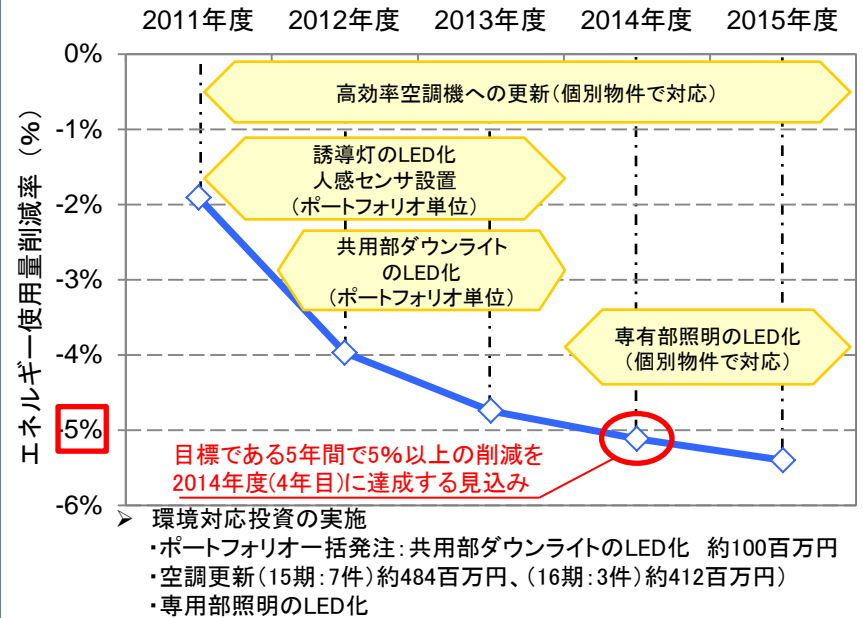 2011年度 2012年度 2013年度 2014年度 2015年度
0%
-1%
-2%
-3%
-4%
-5%
-6%
エネルギー使用量削減率 (%)
高効率空調機への更新(個別物件で対応)
誘導灯のLED化
人感センサ設置
(ポートフォリオ単位)
共用部ダウンライト
のLED化
(ポートフォリオ単位)
専有部照明のLED化
(個別物件で対応)
目標である5年間で5%以上の削減を
2014年度(4年目)に達成する見込み
➢ 環境対応投資の実施
・ポートフォリオ一括発注:共用部ダウンライトのLED化 約100百万円
・空調更新(15期:7件)約484百万円、(16期:3件)約412百万円)
・専用部照明のLED化